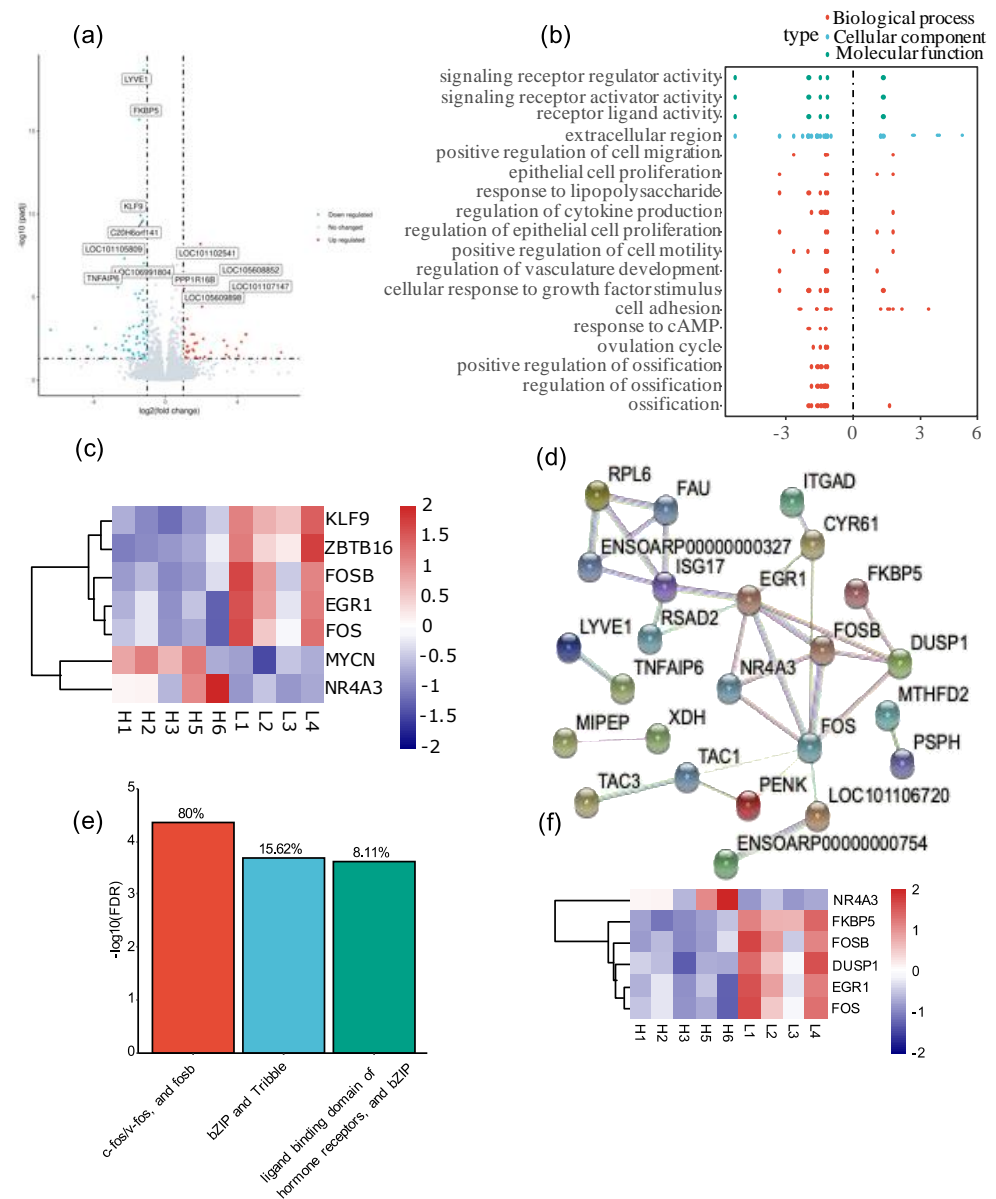 (a)
LYVE1
FKBP5
KLF9
C20H6orf141
LOC101105809
LOC106991804
TNFAIP6
LOC101102541
LOC105608852
PPP1R16B
LOC101107147
LOC105609898
Down regulated
No changed
Up regulated
-log10 (padj)
15
10
5
0
log2(fold change)
(b)
type
Biological process
Cellular component
Molecular function
signaling receptor regulator activity
signaling receptor activator activity
receptor ligand activity
extracellular region
positive regulation of cell migration
epithelial cell proliferation
response to lipopolysaccharide
regulation of cytokine production
regulation of epithelial cell proliferation
positive regulation of cell motility
regulation of vasculature development
cellular response to growth factor stimulus
cell adhesion
response to cAMP
ovulation cycle
positive regulation of ossification
regulation of ossification
ossification
-3 0 3 6
(c)
KLF9
ZBTB16
FOSB
EGR1
FOS
MYCN
NR4A3
H1 H2 H3 H5 H6 L1 L2 L3 L4
2
1.5
1
0.5
0
-0.5
-1
-1.5
-2
(d)
RPL6
FAU
ITGAD
CYR61
ENSOARP00000000327
ISG17
EGR1
FKBP5
RSAD2
FOSB
LYVE1
DUSP1
TNFAIP6
NR4A3
MTHFD2
MIPEP
XDH
FOS
PSPH
TAC1
TAC3
PENK
LOC101106720
ENSOARP00000000754
(e)
-log10(FDR)
5
4
3
2
1
0
80%
15.62%
8.11%
c-fos/v-fos, and fosb
bZIP and Tribble
ligand binding domain of
hormone receptors, and bZIP
(f)
NR4A3
FKBP5
FOSB
DUSP1
EGR1
FOS
H1 H2 H3 H5 H6 L1 L2 L3 L4
2
1
0
-1
-2